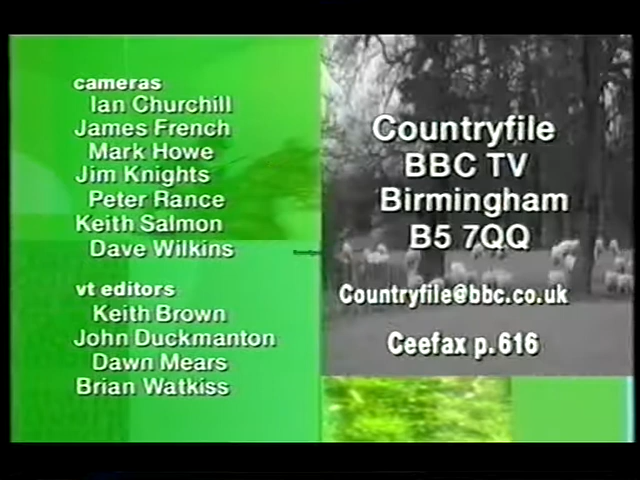 cameras
Ian Churchill
James French
Mark Howe
Jim Knights
Peter Rance
Keith Salmon
Dave Wilkins
vt editors
Keith Brown
John Duckmanton
Dawn Mears
Brian Watkiss
Countryfile
BBC TV
Birmingham
B5 7QQ
Countryfile@bbc.co.uk
Ceefax p.616